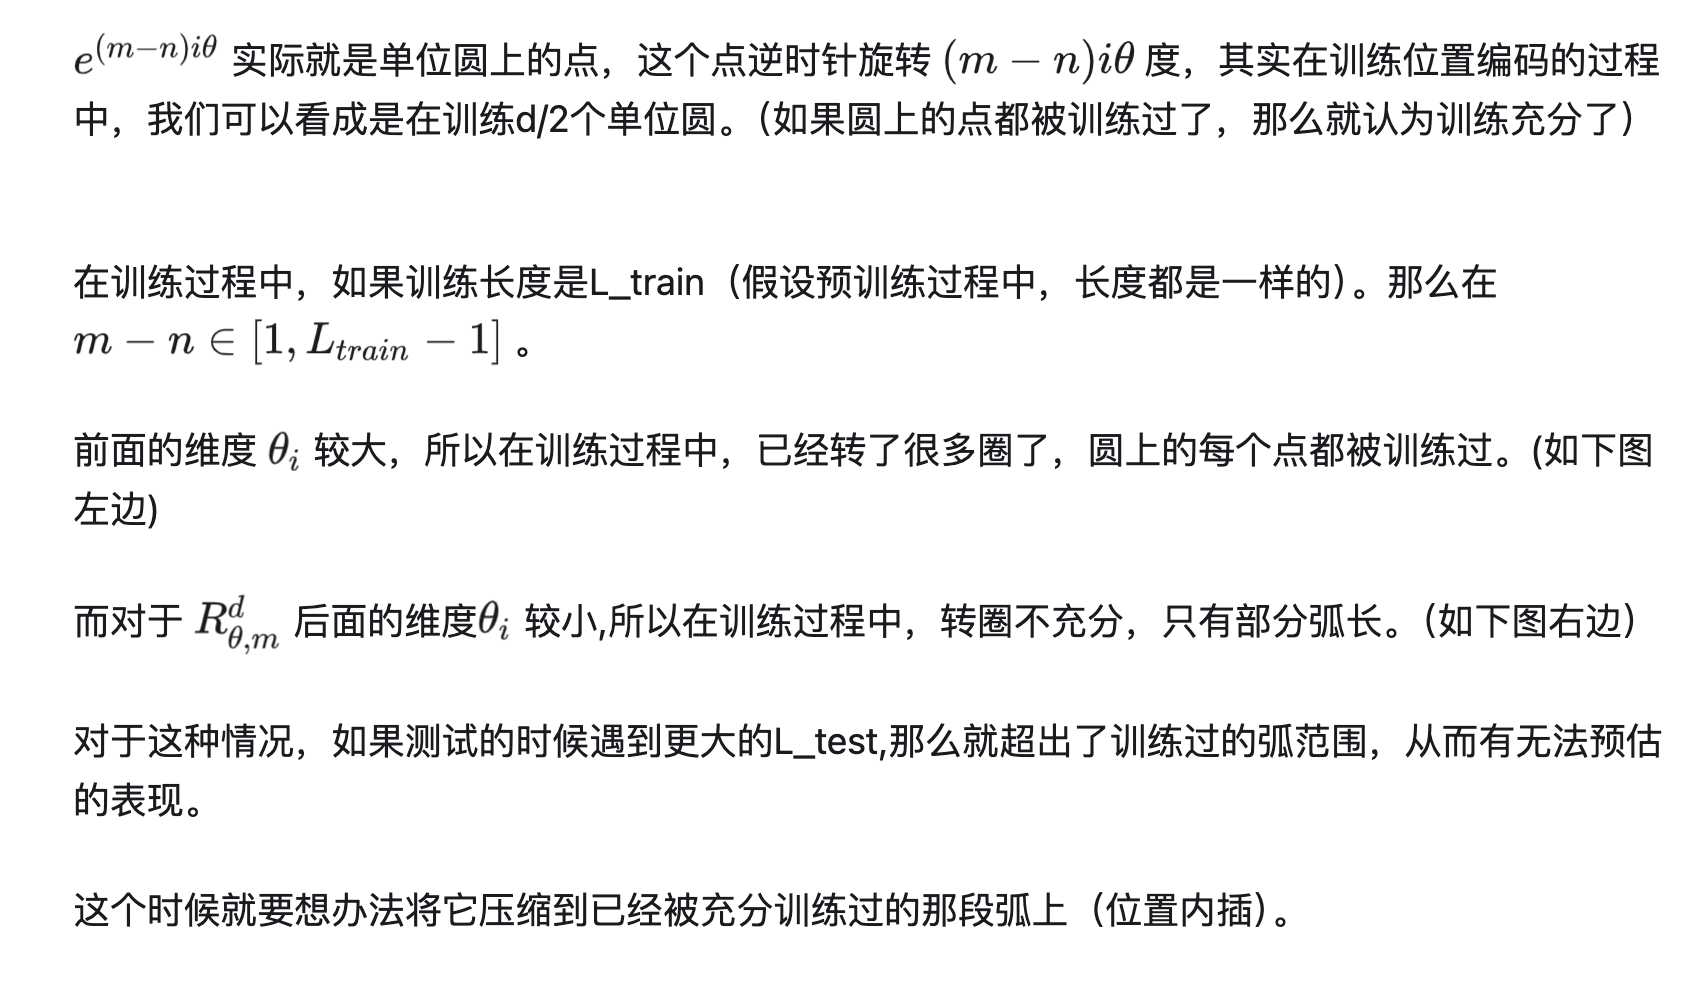 e^{(m-n)iθ} 实际就是单位圆上的点，这个点逆时针旋转 (m − n)iθ 度，其实在训练位置编码的过程
中，我们可以看成是在训练d/2个单位圆。（如果圆上的点都被训练过了，那么就认为训练充分了）
在训练过程中，如果训练长度是L_train（假设预训练过程中，长度都是一样的）。那么在
m − n ∈ [1, L_{train} − 1] 。
前面的维度 θ_i 较大，所以在训练过程中，已经转了很多圈了，圆上的每个点都被训练过。(如下图
左边)
而对于 R^d_{θ,m} 后面的维度θ_i 较小,所以在训练过程中，转圈不充分，只有部分弧长。（如下图右边）
对于这种情况，如果测试的时候遇到更大的L_test,那么就超出了训练过的弧范围，从而有无法预估
的表现。
这个时候就要想办法将它压缩到已经被充分训练过的那段弧上（位置内插）。